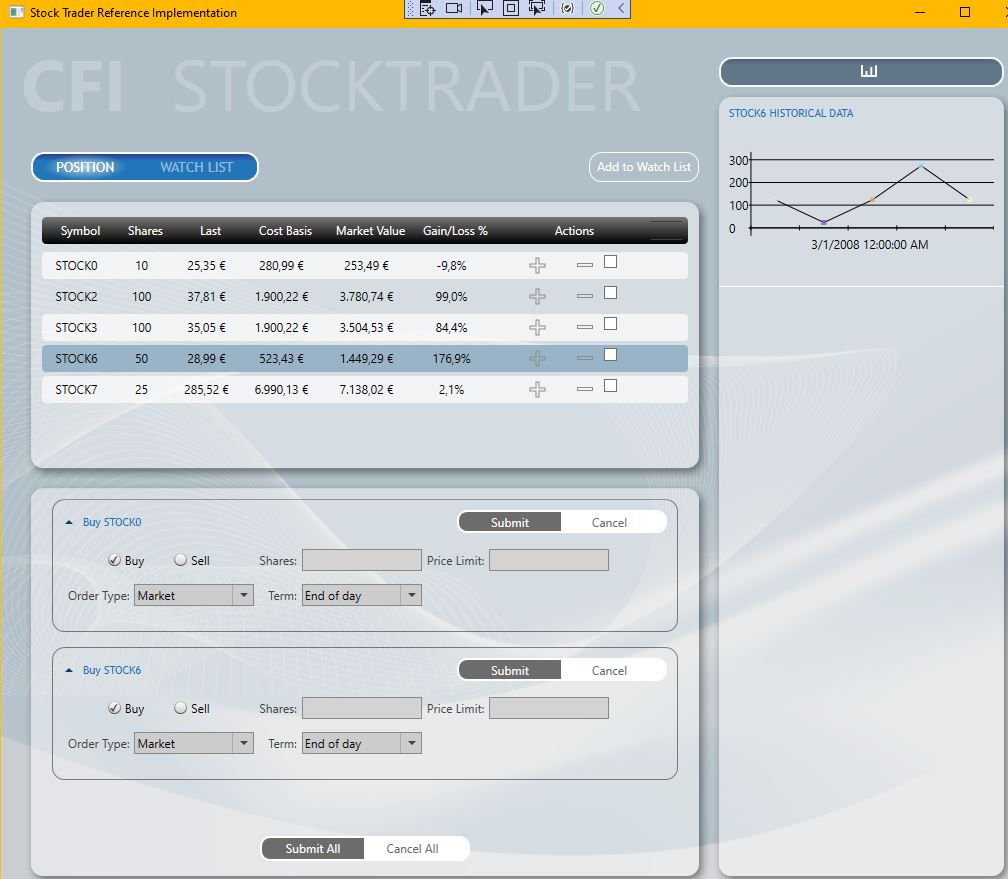 Stock Trader Reference Implementation
CFI STOCKTRADER
POSITION WATCH LIST
Add to Watch List
Symbol Shares Last Cost Basis Market Value Gain/Loss % Actions
STOCK0 10 25,35 € 280,99 € 253,49 € -9,8%
STOCK2 100 37,81 € 1.900,22 € 3.780,74 € 99,0%
STOCK3 100 35,05 € 1.900,22 € 3.504,53 € 84,4%
STOCK6 50 28,99 € 523,43 € 1.449,29 € 176,9%
STOCK7 25 285,52 € 6.990,13 € 7.138,02 € 2,1%
Buy STOCK0 Submit Cancel
Buy Sell Shares: Price Limit:
Order Type: Market Term: End of day
Buy STOCK6 Submit Cancel
Buy Sell Shares: Price Limit:
Order Type: Market Term: End of day
Submit All Cancel All
STOCK6 HISTORICAL DATA
300
200
100
0
3/1/2008 12:00:00 AM